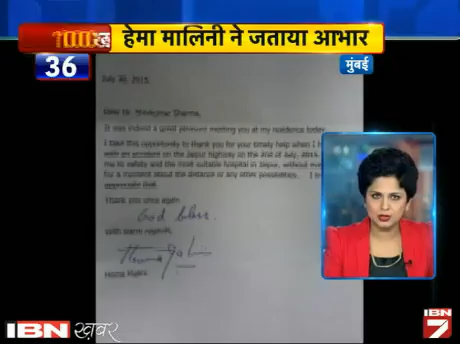 100 ख
हेमा मालिनी ने जताया आभार
36
मुंबई
July 30, 2015.
Dear Dr Sharma,
It was indeed a great pleasure meeting you at my residence today.
I take this opportunity to thank you for your timely help when I
with an accident on the Jaipur highway on the 2nd of July, 2015.
me to safety and the most suitable hospital in Jaipur, without
for a moment about the distance or any other possibilities. I
appreciate that.
Thank you once again.
God bless.
With warm regards,
Hema Malini
IBN खबर
IBN
7